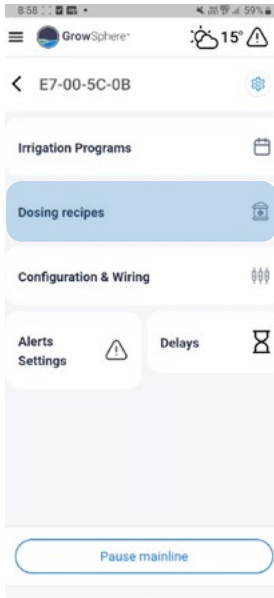 8:58 59%
GrowSphere™ 15°
E7-00-5C-0B
Irrigation Programs
Dosing recipes
Configuration & Wiring
Alerts Settings
Delays
Pause mainline